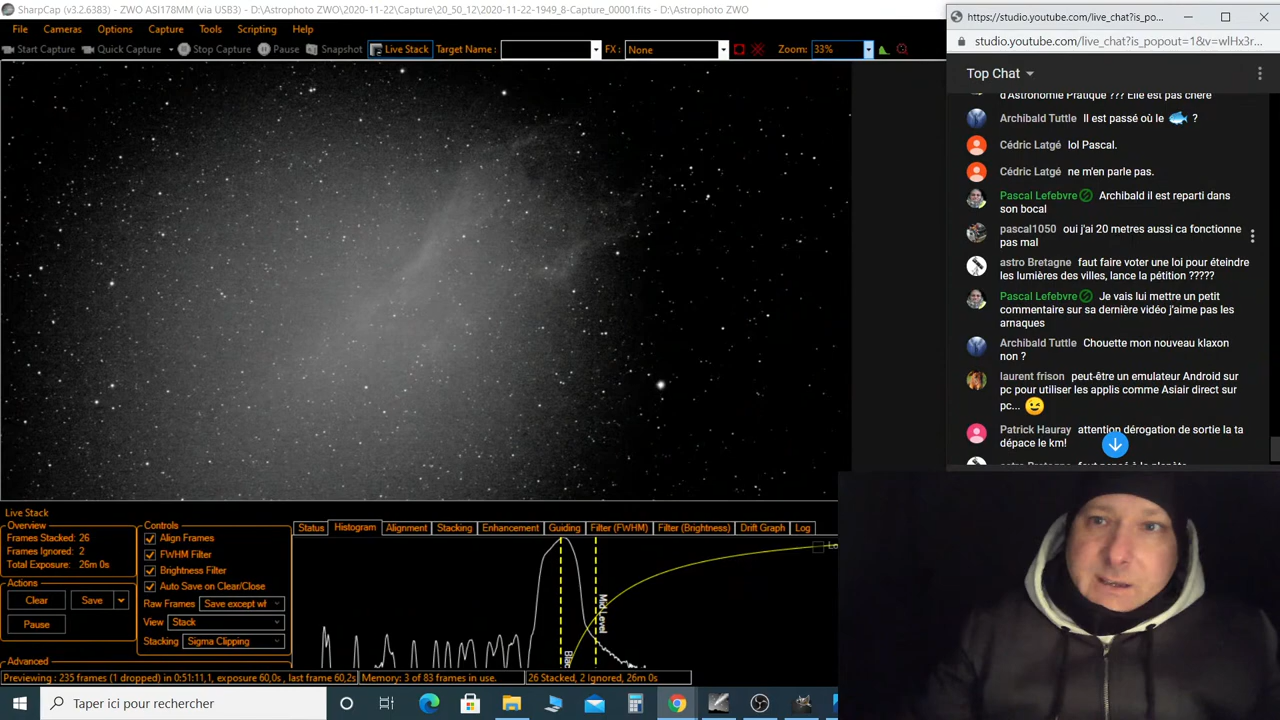 SharpCap (v3.2.6383) - ZWO ASI178MM (via USB3) - D:\Astrophoto ZWO\2020-11-22\Capture\20_50_12\2020-11-22-1949_8-Capture_00001.fits - D:\Astrophoto ZWO
File Cameras Options Capture Tools Scripting Help
Start Capture Quick Capture Stop Capture Pause Snapshot Live Stack Target Name : FX : None Zoom: 33%
https://studio.youtube.com/live_chat?is_po...
studio.youtube.com/live_chat?is_popout=1&v=wlHx3r...
Top Chat
d'Astronomie Pratique ??? Elle est pas chère
Archibald Tuttle Il est passé où le 🐟 ?
Cédric Latgé lol Pascal.
Cédric Latgé ne m'en parle pas.
Pascal Lefebvre Archibald il est reparti dans
son bocal
pascal1050 oui j'ai 20 metres aussi ca fonctionne
pas mal
astro Bretagne faut faire voter une loi pour éteindre
les lumières des villes, lance la pétition ?????
Pascal Lefebvre Je vais lui mettre un petit
commentaire sur sa dernière vidéo j'aime pas les
arnaques
Archibald Tuttle Chouette mon nouveau klaxon
non ?
laurent frison peut-être un emulateur Android sur
pc pour utiliser les applis comme Asiair direct sur
pc... 😉
Patrick Hauray attention dérogation de sortie la ta
dépace le km!
Live Stack
Overview
Frames Stacked: 26
Frames Ignored: 2
Total Exposure: 26m 0s
Actions
Clear Save
Pause
Controls
Align Frames
FWHM Filter
Brightness Filter
Auto Save on Clear/Close
Raw Frames Save except wl
View Stack
Stacking Sigma Clipping
Advanced
Status Histogram Alignment Stacking Enhancement Guiding Filter (FWHM) Filter (Brightness) Drift Graph Log
Lo
Mid Level
Blac
Previewing : 235 frames (1 dropped) in 0:51:11,1, exposure 60,0s , last frame 60,2s Memory: 3 of 83 frames in use. 26 Stacked, 2 Ignored, 26m 0s
Taper ici pour rechercher